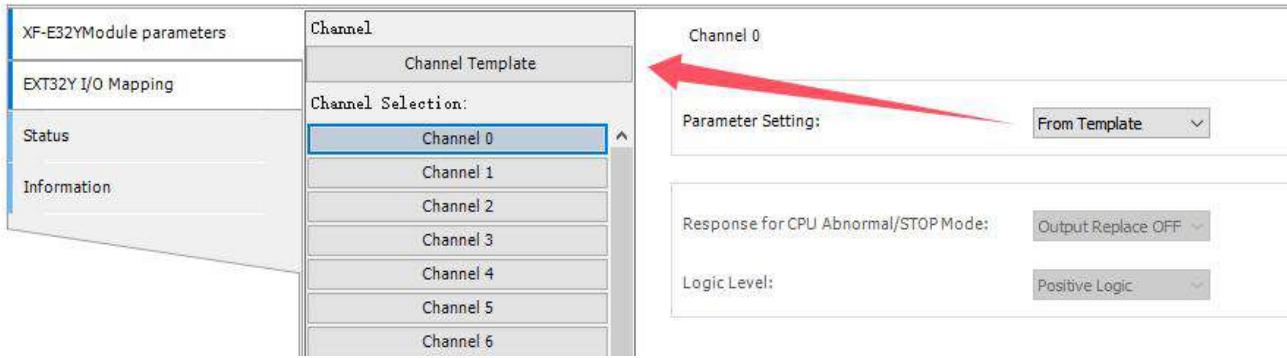 XF-E32YModule parameters
EXT32Y I/O Mapping
Status
Information
Channel
Channel Template
Channel Selection:
Channel 0
Channel 1
Channel 2
Channel 3
Channel 4
Channel 5
Channel 6
Channel 0
Parameter Setting:
From Template
Response for CPU Abnormal/STOP Mode:
Output Replace OFF
Logic Level:
Positive Logic